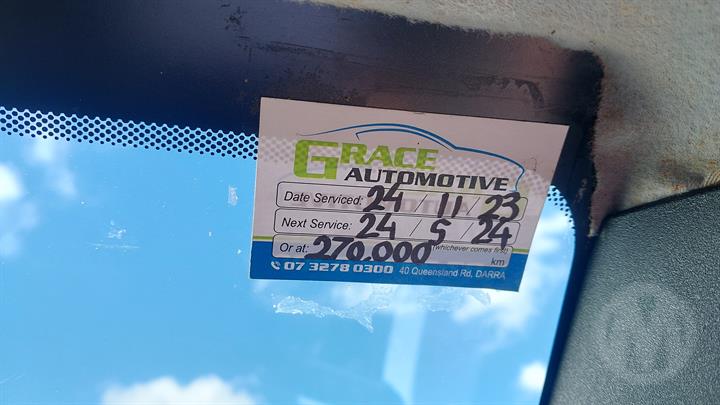 GRACE
AUTOMOTIVE
Date Serviced: 24 / 11 / 23
Next Service: 24 / 5 / 24
Or at: 270,000 (whichever comes first) km
07 3278 0300 40 Queensland Rd, DARRA